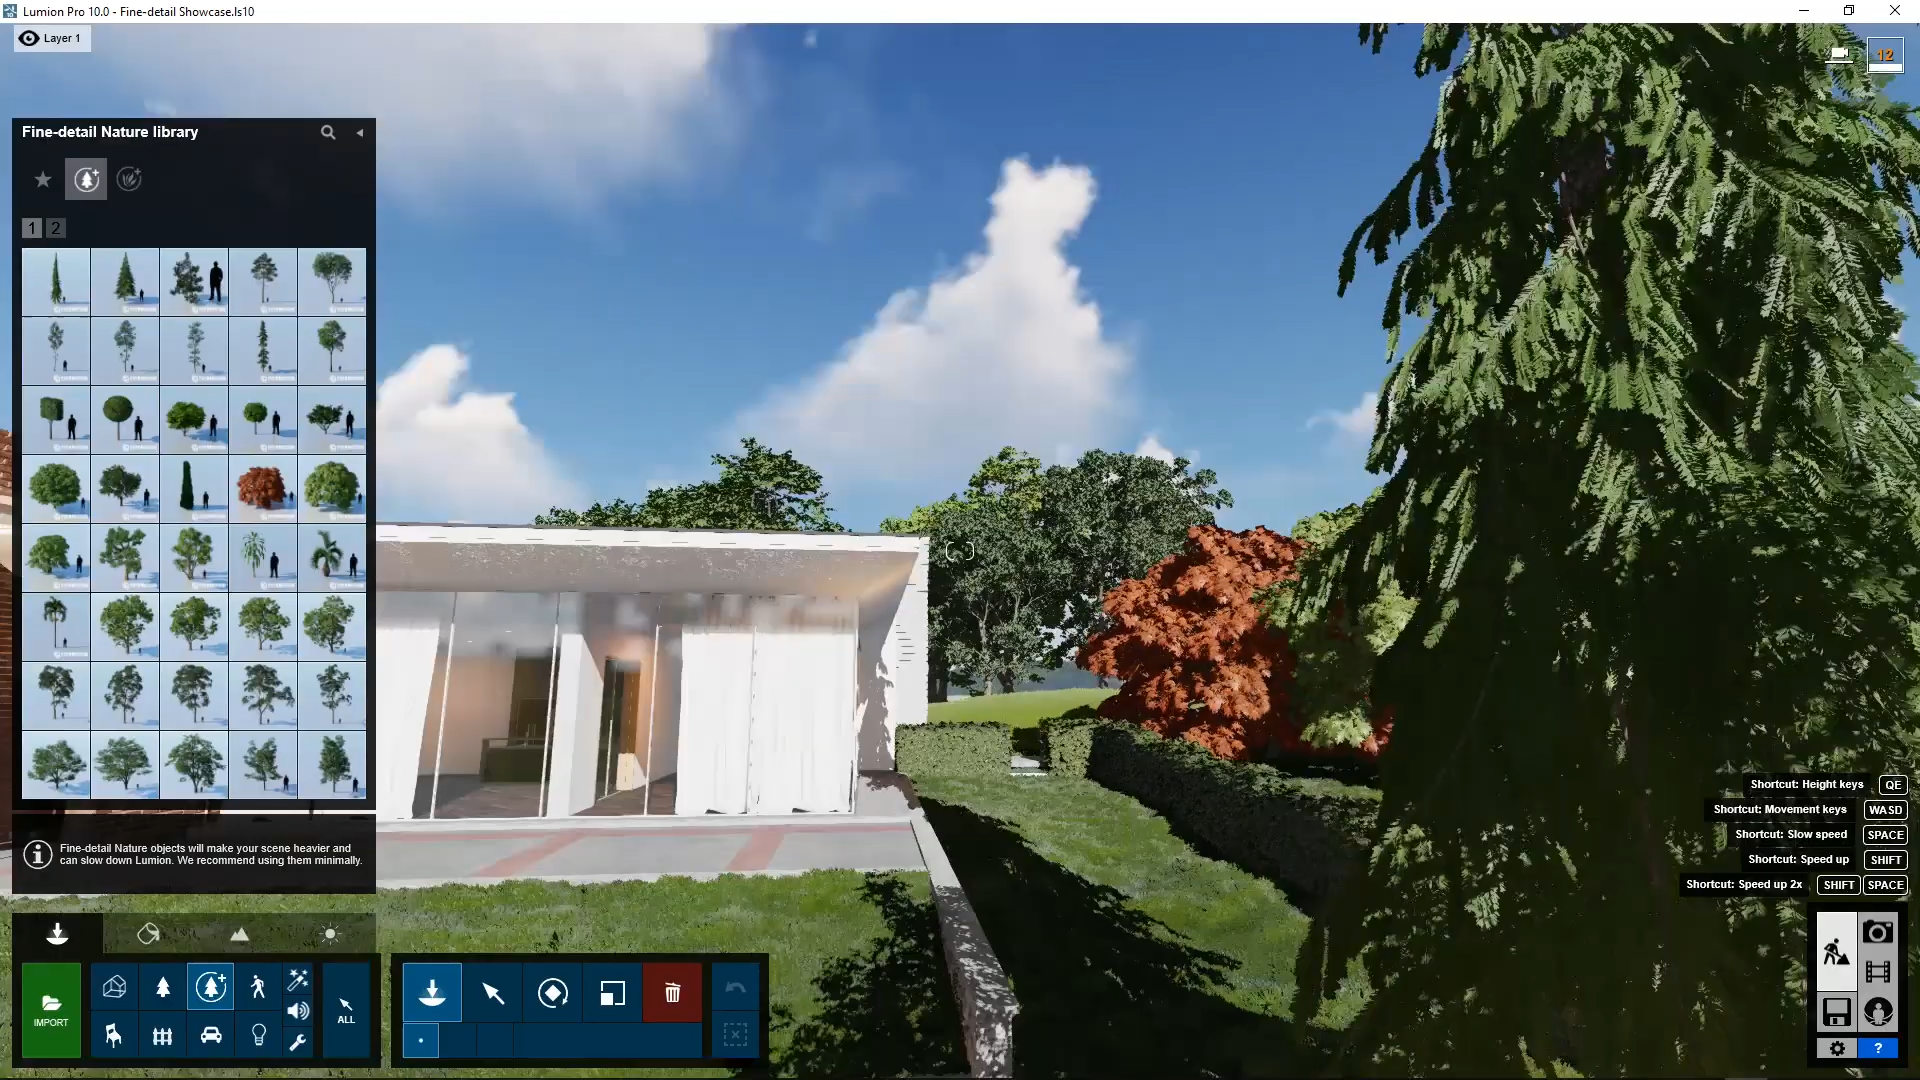 Lumion Pro 10.0 - Fine-detail Showcase.ls10
Layer 1
12
Fine-detail Nature library
1 2
Fine-detail Nature objects will make your scene heavier and
can slow down Lumion. We recommend using them minimally.
Shortcut: Height keys QE
Shortcut: Movement keys WASD
Shortcut: Slow speed SPACE
Shortcut: Speed up SHIFT
Shortcut: Speed up 2x SHIFT SPACE
IMPORT
ALL
?